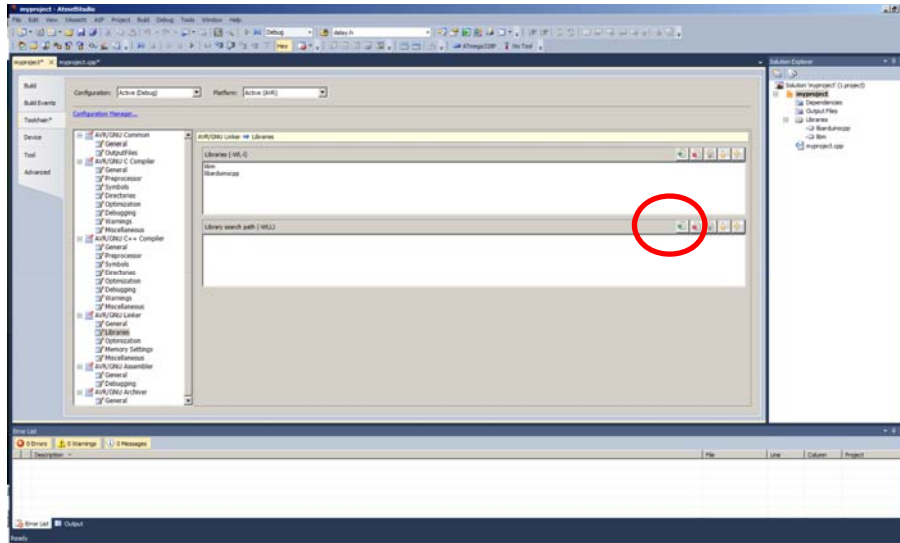 myproject - AtmelStudio
File Edit View VAssistX ASF Project Build Debug Tools Window Help
Debug
delay.h
Hex
ATmega328P No Tool
myproject* X myproject.cpp*
Build
Build Events
Toolchain*
Device
Tool
Advanced
Configuration: Active (Debug) Platform: Active (AVR)
Configuration Manager...
AVR/GNU Common
General
OutputFiles
AVR/GNU C Compiler
General
Preprocessor
Symbols
Directories
Optimization
Debugging
Warnings
Miscellaneous
AVR/GNU C++ Compiler
General
Preprocessor
Symbols
Directories
Optimization
Debugging
Warnings
Miscellaneous
AVR/GNU Linker
General
Libraries
Optimization
Memory Settings
Miscellaneous
AVR/GNU Assembler
General
Debugging
AVR/GNU Archiver
General
AVR/GNU Linker Libraries
Libraries (-Wl,-l)
libm
libarduinocpp
Library search path (-Wl,L)
Solution Explorer
Solution 'myproject' (1 project)
myproject
Dependencies
Output Files
Libraries
libarduinocpp
libm
myproject.cpp
Error List
0 Errors 0 Warnings 0 Messages
Description File Line Column Project
Error List Output
Ready